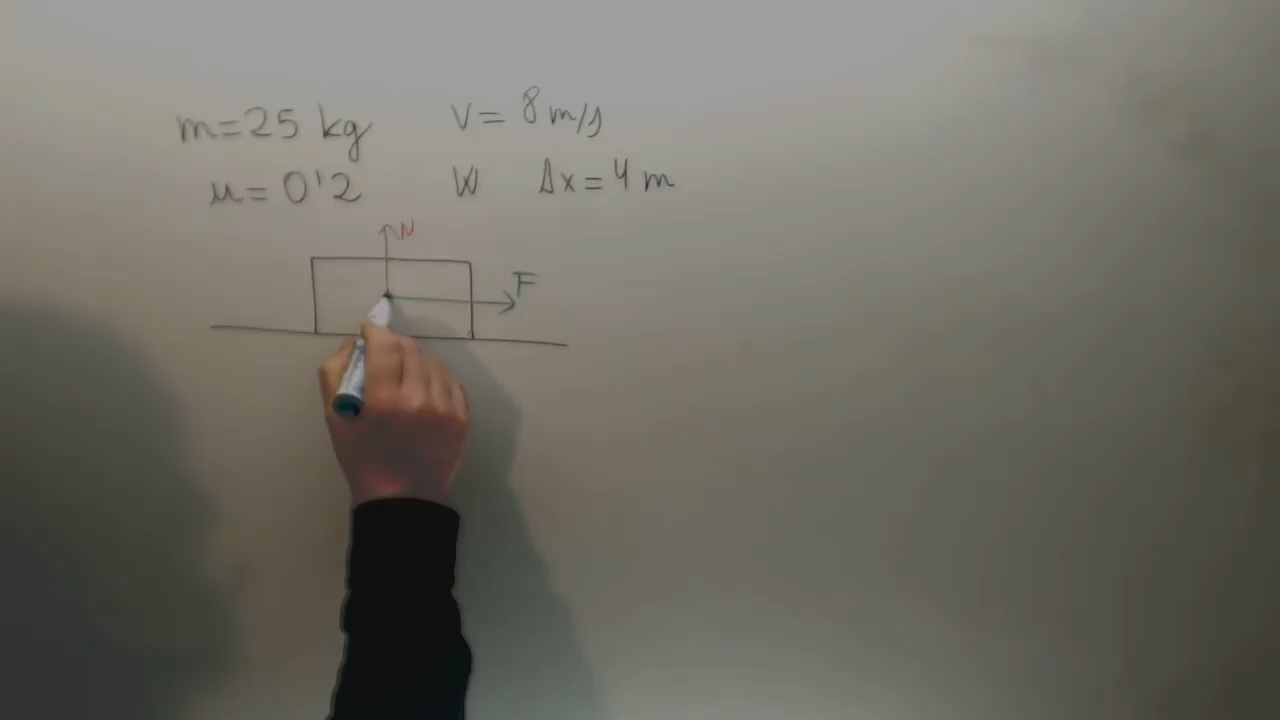 m=25 kg V= 8 m/s
μ= 0'2 W Δx=4 m
N
F